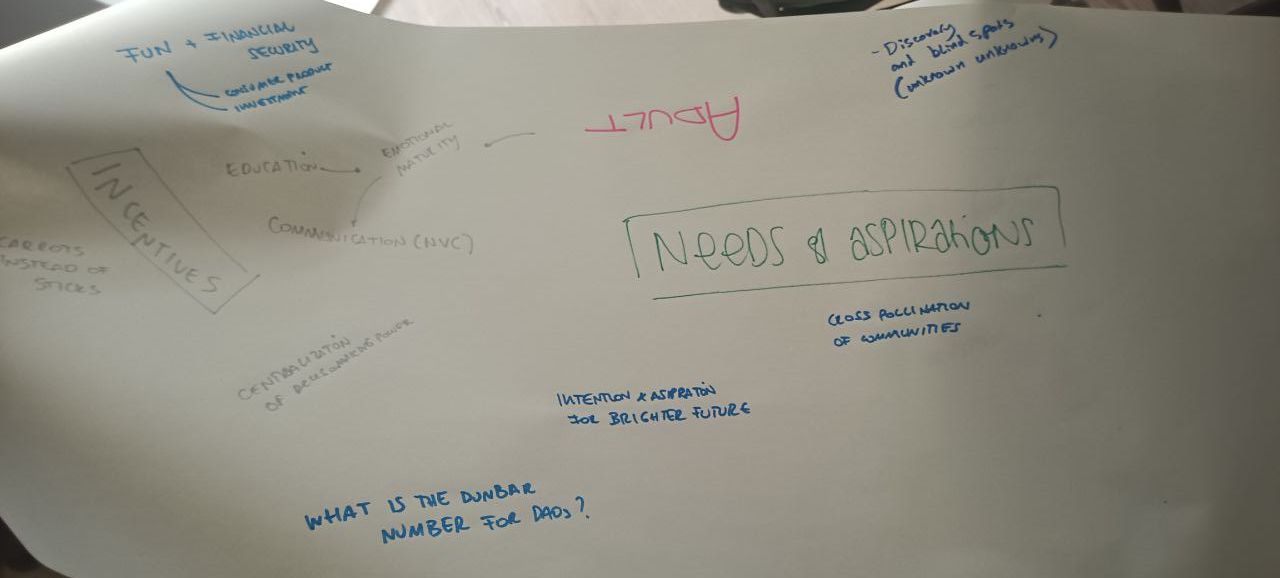 FUN + FINANCIAL
SECURITY
CONSUMER PRODUCT
INVESTMENT
- Discovery
and blind spots
(unknown unknowns)
ADULT
EMOTIONAL
MATURITY
EDUCATION
COMMUNICATION (NVC)
INCENTIVES
CARROTS
INSTEAD OF
STICKS
NEEDS & ASPIRATIONS
CROSS POLLINATION
OF COMMUNITIES
CENTRALIZATION
OF DECISIONMAKING POWER
INTENTION & ASPIRATION
FOR BRIGHTER FUTURE
WHAT IS THE DUNBAR
NUMBER FOR DAOs?